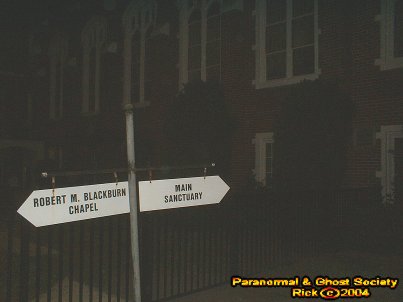 ROBERT M. BLACKBURN
CHAPEL
MAIN
SANCTUARY
Paranormal & Ghost Society
Rick©2004